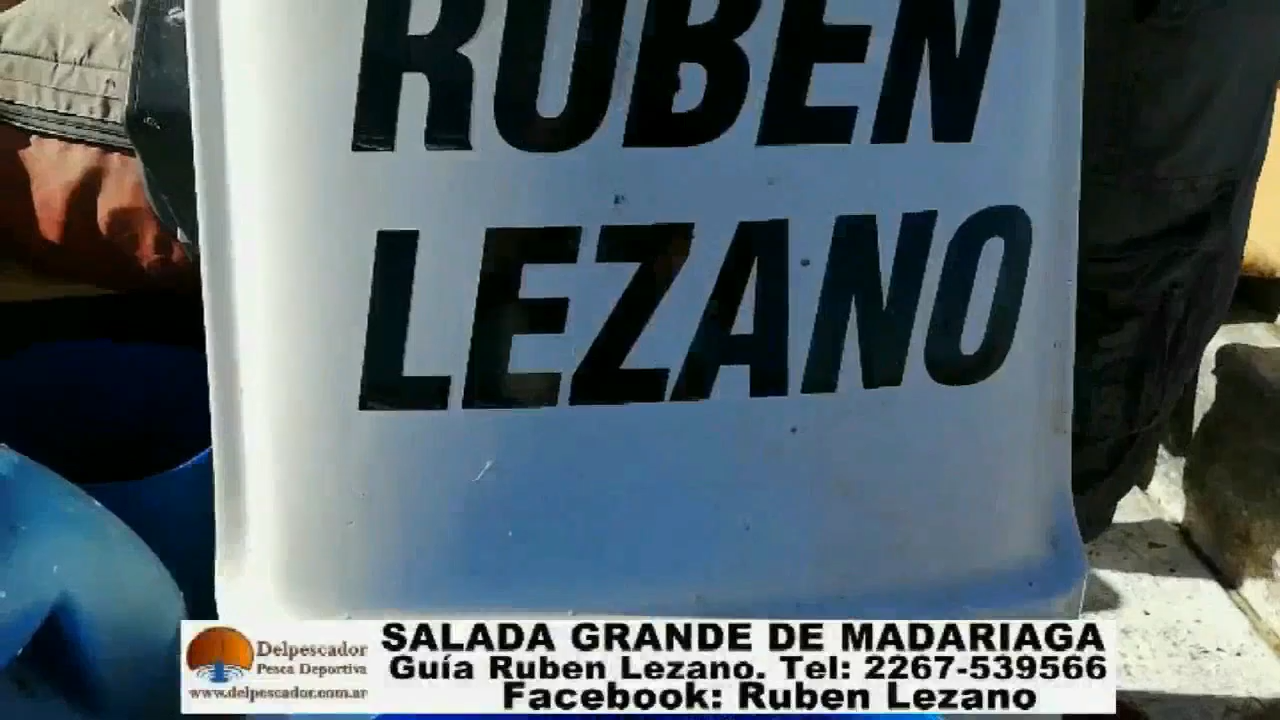 RUBEN
LEZANO
Delpescador
Pesca Deportiva
www.delpescador.com.ar
SALADA GRANDE DE MADARIAGA
Guía Ruben Lezano. Tel: 2267-539566
Facebook: Ruben Lezano